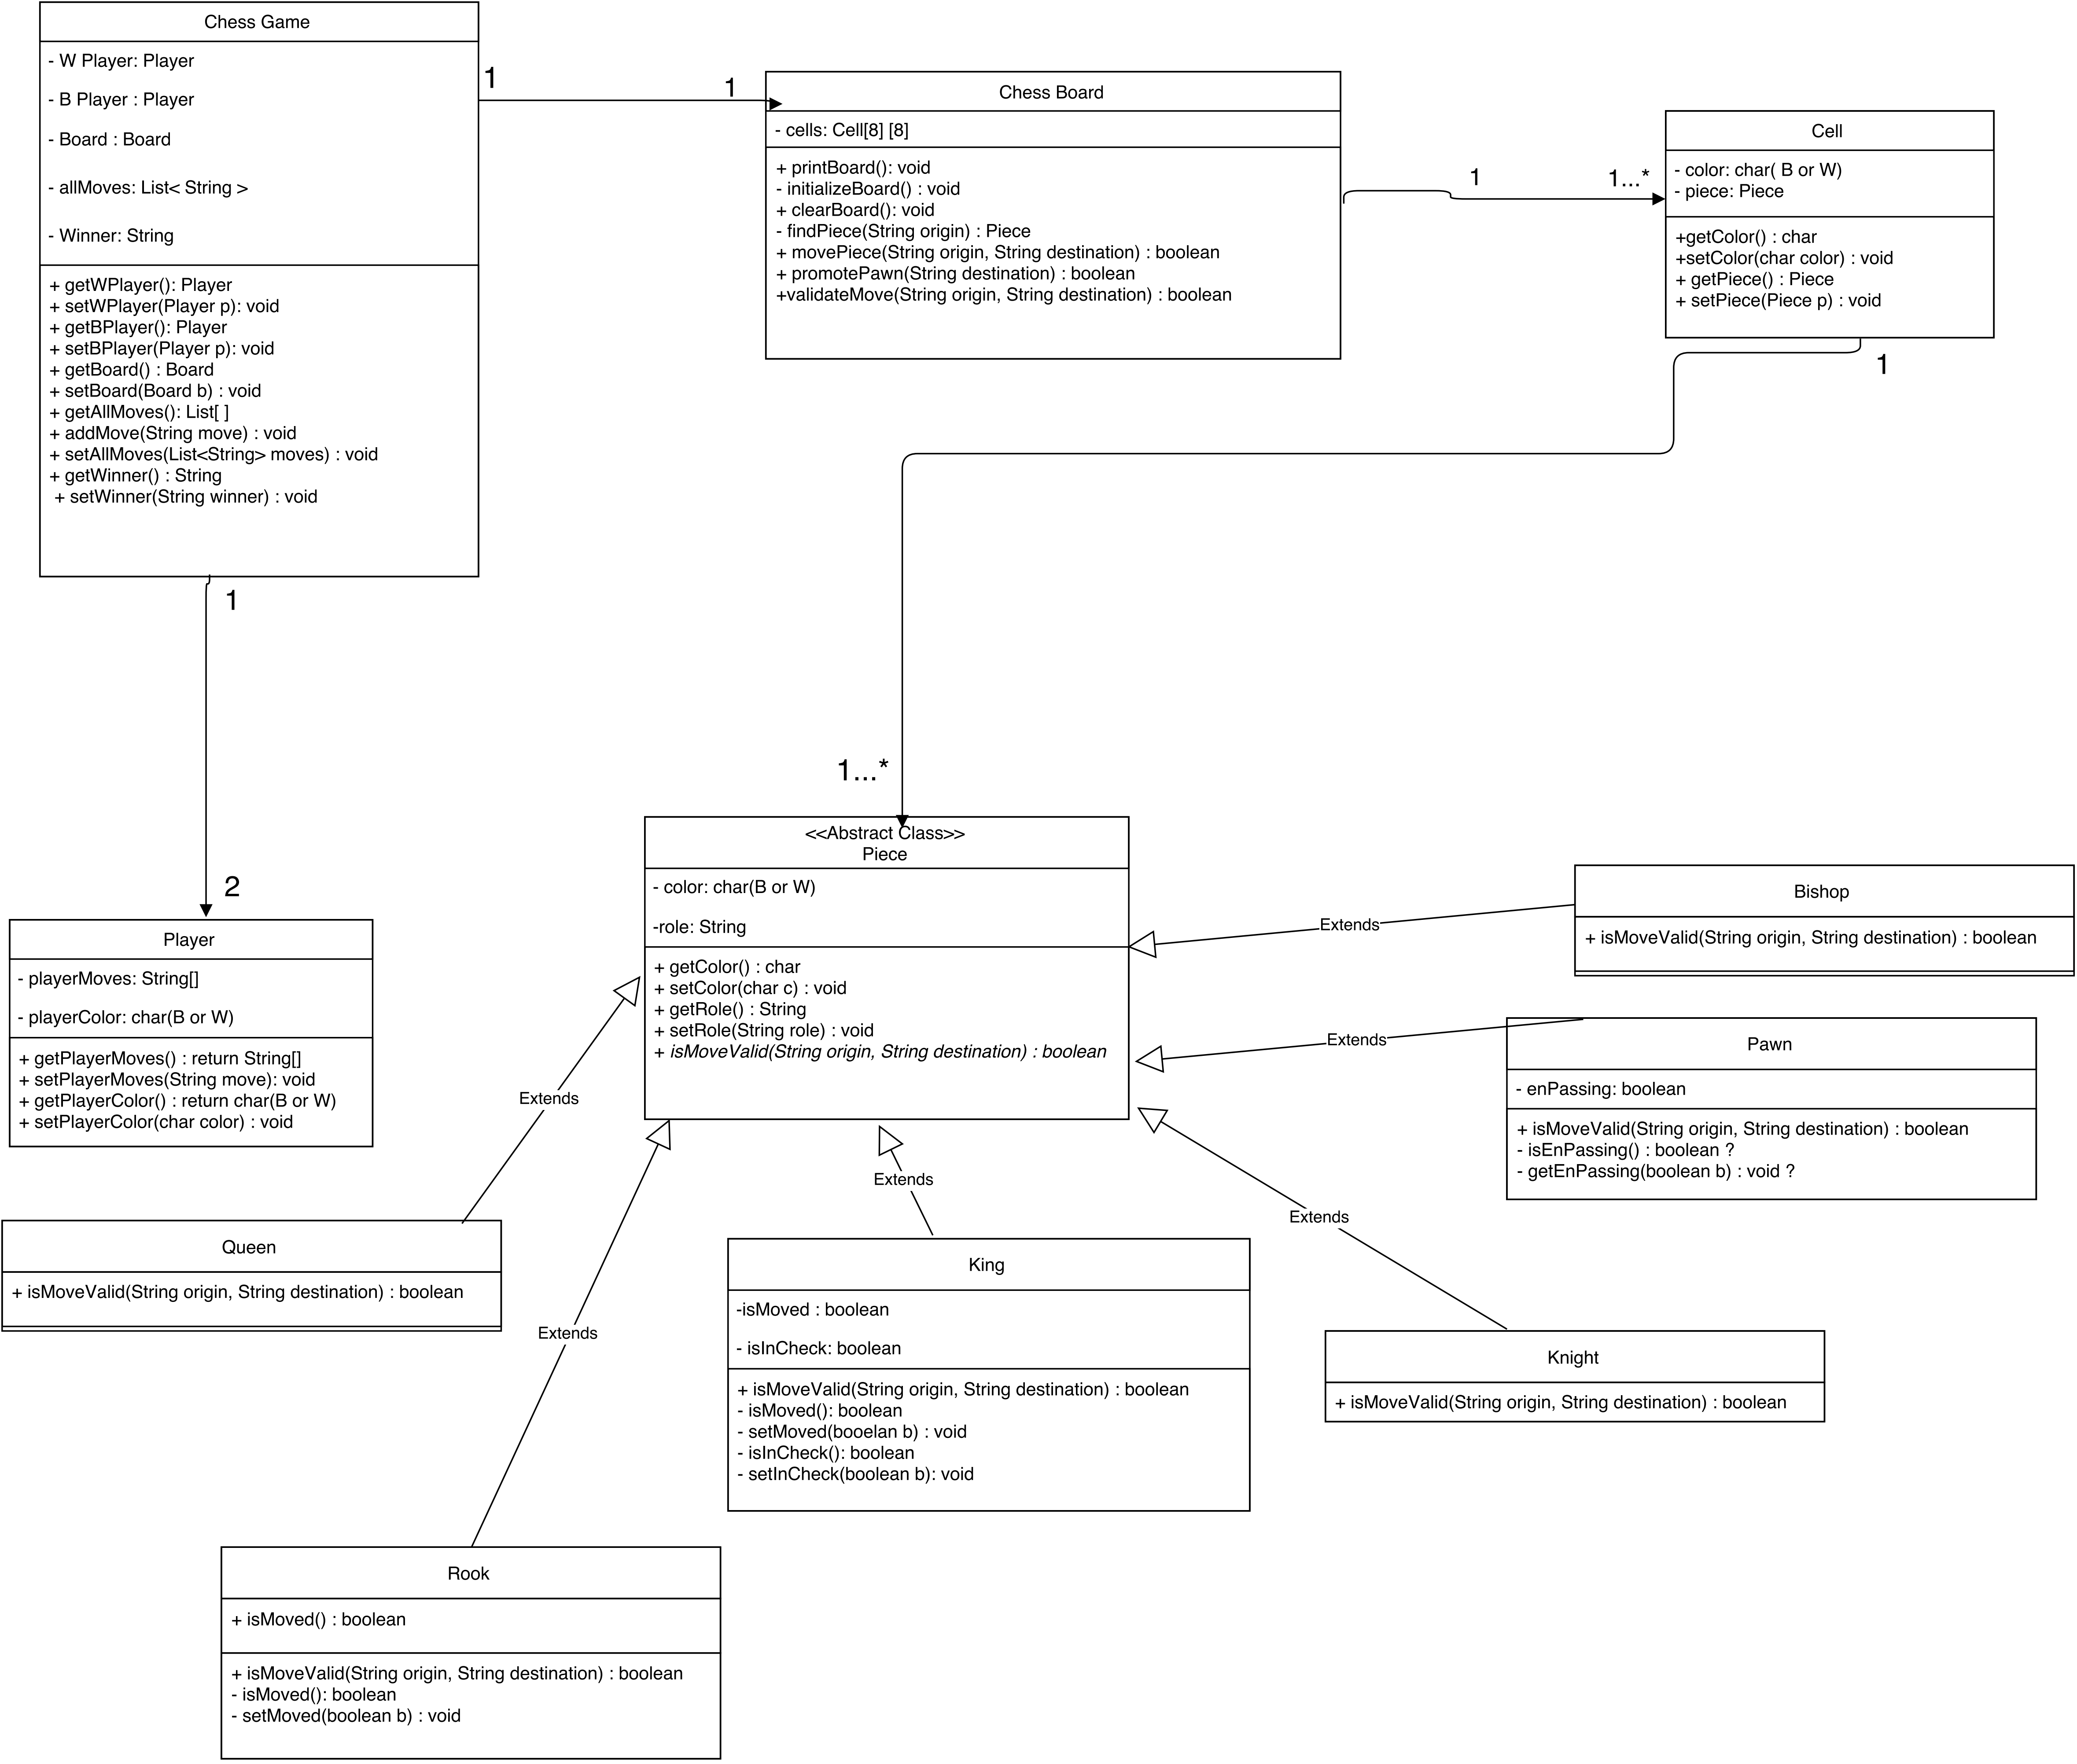 Chess Game
- W Player: Player
- B Player : Player
- Board : Board
- allMoves: List< String >
- Winner: String
+ getWPlayer(): Player
+ setWPlayer(Player p): void
+ getBPlayer(): Player
+ setBPlayer(Player p): void
+ getBoard() : Board
+ setBoard(Board b) : void
+ getAllMoves(): List[ ]
+ addMove(String move) : void
+ setAllMoves(List<String> moves) : void
+ getWinner() : String
+ setWinner(String winner) : void
1
1
Chess Board
- cells: Cell[8] [8]
+ printBoard(): void
- initializeBoard() : void
+ clearBoard(): void
- findPiece(String origin) : Piece
+ movePiece(String origin, String destination) : boolean
+ promotePawn(String destination) : boolean
+validateMove(String origin, String destination) : boolean
1
1...*
Cell
- color: char( B or W)
- piece: Piece
+getColor() : char
+setColor(char color) : void
+ getPiece() : Piece
+ setPiece(Piece p) : void
1
1...*
1
2
Player
- playerMoves: String[]
- playerColor: char(B or W)
+ getPlayerMoves() : return String[]
+ setPlayerMoves(String move): void
+ getPlayerColor() : return char(B or W)
+ setPlayerColor(char color) : void
<<Abstract Class>>
Piece
- color: char(B or W)
-role: String
+ getColor() : char
+ setColor(char c) : void
+ getRole() : String
+ setRole(String role) : void
+ isMoveValid(String origin, String destination) : boolean
Extends
Bishop
+ isMoveValid(String origin, String destination) : boolean
Extends
Pawn
- enPassing: boolean
+ isMoveValid(String origin, String destination) : boolean
- isEnPassing() : boolean ?
- getEnPassing(boolean b) : void ?
Extends
Queen
+ isMoveValid(String origin, String destination) : boolean
Extends
Rook
+ isMoved() : boolean
+ isMoveValid(String origin, String destination) : boolean
- isMoved(): boolean
- setMoved(boolean b) : void
Extends
King
-isMoved : boolean
- isInCheck: boolean
+ isMoveValid(String origin, String destination) : boolean
- isMoved(): boolean
- setMoved(booelan b) : void
- isInCheck(): boolean
- setInCheck(boolean b): void
Extends
Knight
+ isMoveValid(String origin, String destination) : boolean